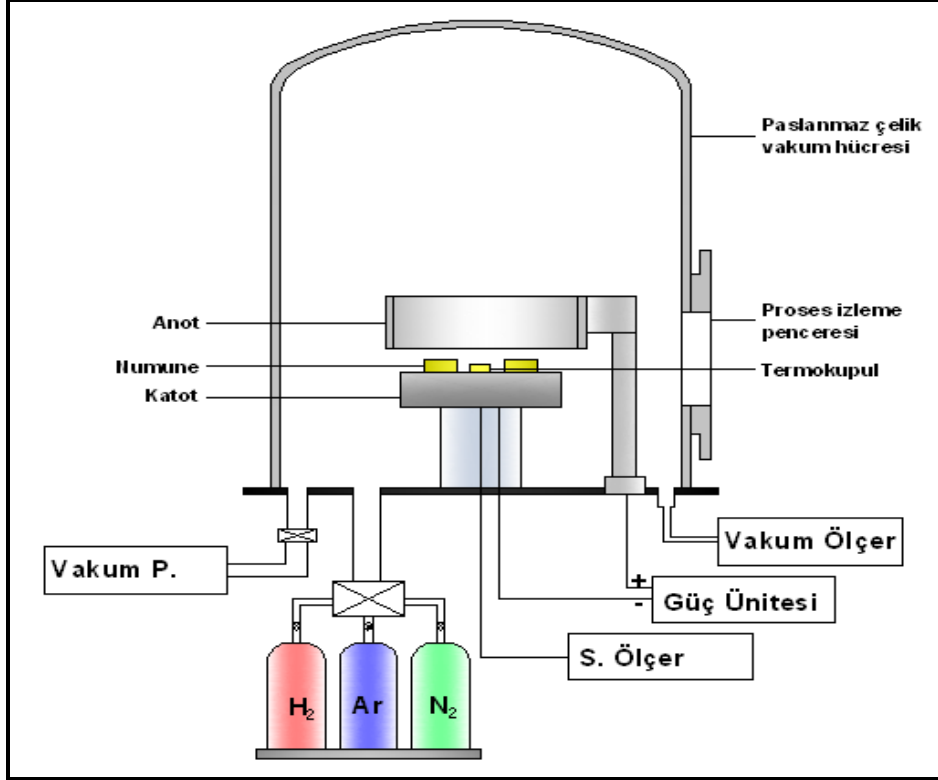 Paslanmaz çelik
vakum hücresi
Anot
Proses izleme
penceresi
Numune
Termokupul
Katot
Vakum P.
Vakum Ölçer
+
-
Güç Ünitesi
S. Ölçer
H₂
Ar
N₂